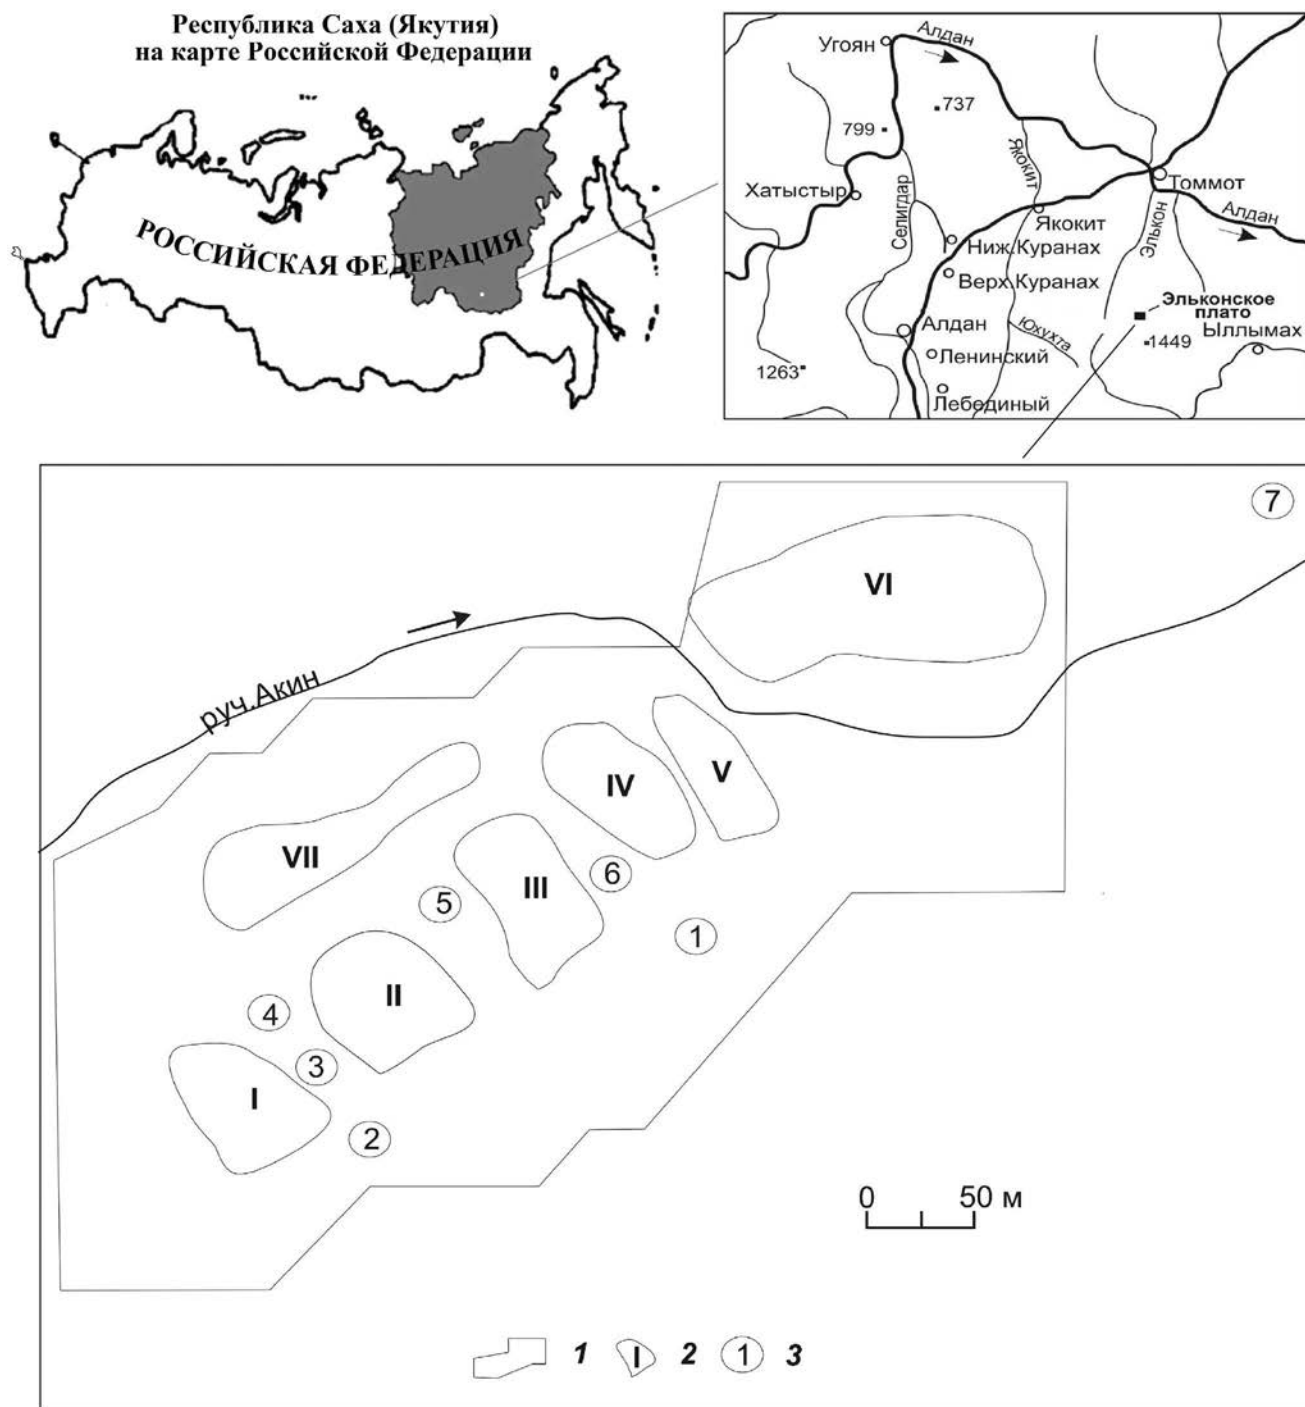 Республика Саха (Якутия)
на карте Российской Федерации
РОССИЙСКАЯ ФЕДЕРАЦИЯ
Угоян
Алдан
737
799
Якокит
Хатыстыр
Селигдар
Томмот
Якокит
Элькон
Алдан
Ниж.Куранах
Верх.Куранах
Эльконское
плато
Алдан
Юхухта
Ыллымах
1449
Ленинский
1263
Лебединый
7
VI
руч.Акин
IV
V
VII
6
III
5
1
II
4
3
I
2
0 50 м
1
I 2
1 3